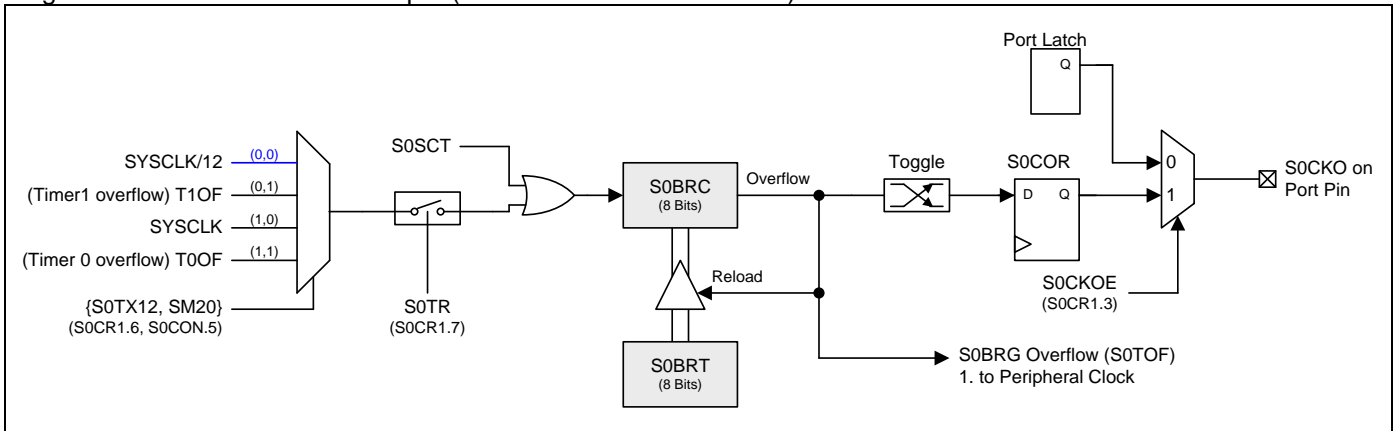 Port Latch
Q
SYSCLK/12 (0,0)
(Timer1 overflow) T1OF (0,1)
SYSCLK (1,0)
(Timer 0 overflow) T0OF (1,1)
{S0TX12, SM20}
(S0CR1.6, S0CON.5)
S0TR
(S0CR1.7)
S0SCT
S0BRC
(8 Bits)
Overflow
Reload
S0BRT
(8 Bits)
Toggle
S0COR
D Q
0
1
S0CKO on
Port Pin
S0CKOE
(S0CR1.3)
S0BRG Overflow (S0TOF)
1. to Peripheral Clock